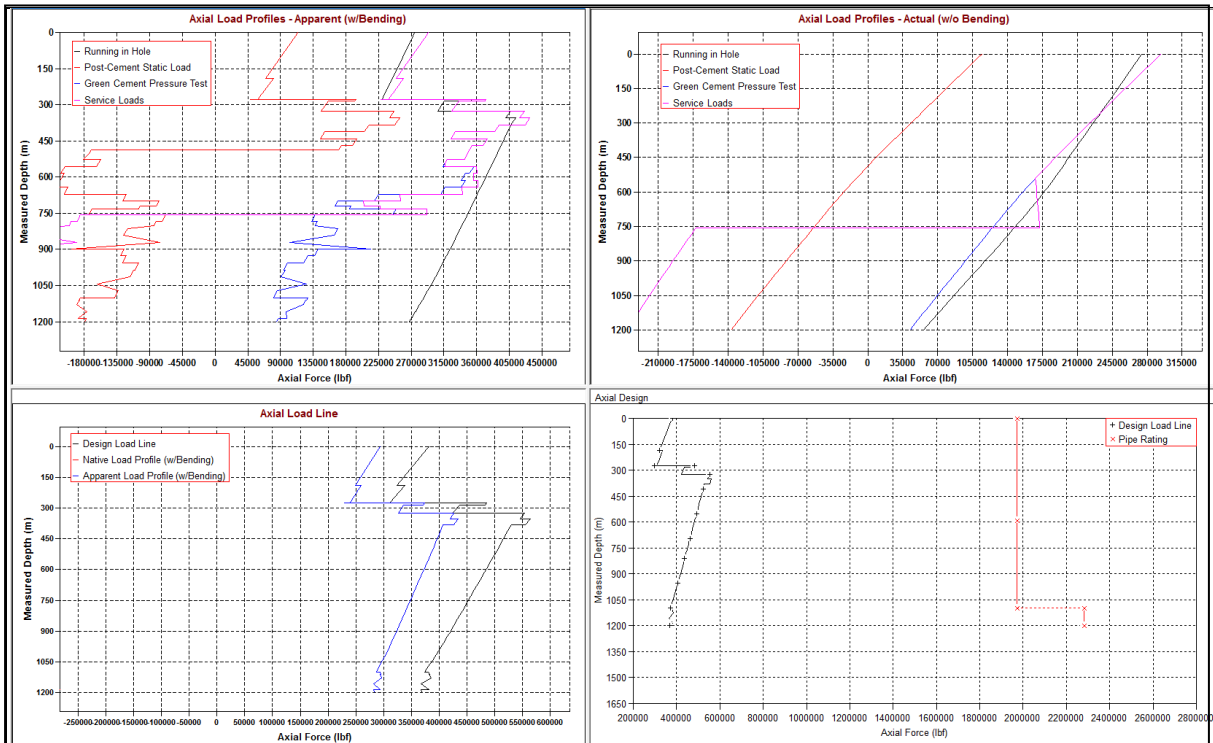 Axial Load Profiles - Apparent (w/Bending)
Running in Hole
Post-Cement Static Load
Green Cement Pressure Test
Service Loads
Measured Depth (m)
0
150
300
450
600
750
900
1050
1200
-180000 -135000 -90000 -45000 0 45000 90000 135000 180000 225000 270000 315000 360000 405000 450000
Axial Force (lbf)
Axial Load Profiles - Actual (w/o Bending)
Running in Hole
Post-Cement Static Load
Green Cement Pressure Test
Service Loads
Measured Depth (m)
0
150
300
450
600
750
900
1050
1200
-210000 -175000 -140000 -105000 -70000 -35000 0 35000 70000 105000 140000 175000 210000 245000 280000 315000
Axial Force (lbf)
Axial Load Line
Design Load Line
Native Load Profile (w/Bending)
Apparent Load Profile (w/Bending)
Measured Depth (m)
0
150
300
450
600
750
900
1050
1200
-250000 -200000 -150000 -100000 -50000 0 50000 100000 150000 200000 250000 300000 350000 400000 450000 500000 550000 600000
Axial Force (lbf)
Axial Design
Design Load Line
Pipe Rating
Measured Depth (m)
0
150
300
450
600
750
900
1050
1200
1350
1500
1650
200000 400000 600000 800000 1000000 1200000 1400000 1600000 1800000 2000000 2200000 2400000 2600000 2800000
Axial Force (lbf)